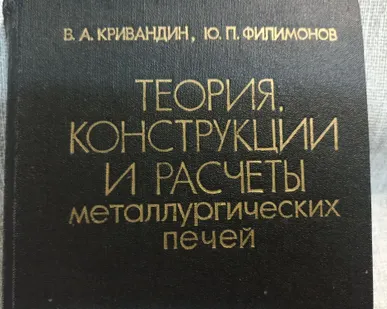 В. А. КРИВАНДИН, Ю. П. ФИЛИМОНОВ
ТЕОРИЯ,
КОНСТРУКЦИИ
И РАСЧЕТЫ
металлургических
печей